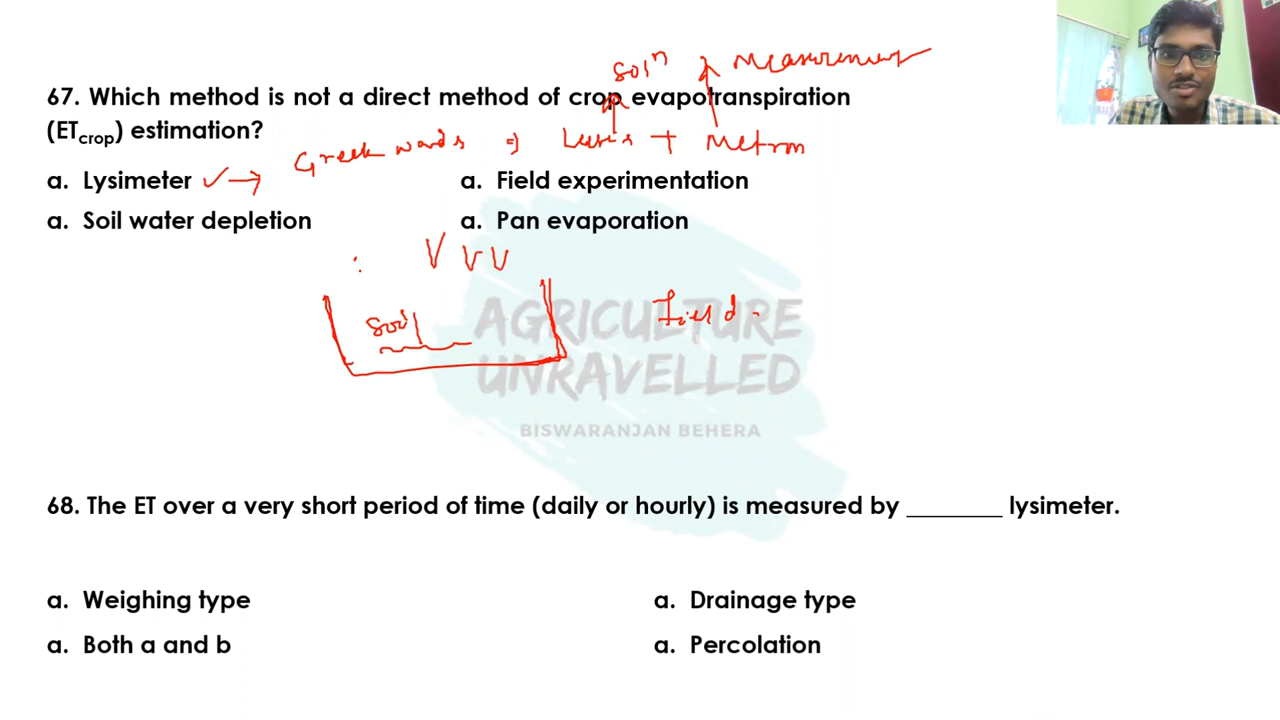 Solⁿ Measurement
67. Which method is not a direct method of crop evapotranspiration
(ETcrop) estimation?
Greek words ⇒ + Metron
a. Lysimeter ✓→
a. Field experimentation
a. Soil water depletion
a. Pan evaporation
Soil
Field
AGRICULTURE
UNRAVELLED
BISWARANJAN BEHERA
68. The ET over a very short period of time (daily or hourly) is measured by ________ lysimeter.
a. Weighing type
a. Drainage type
a. Both a and b
a. Percolation